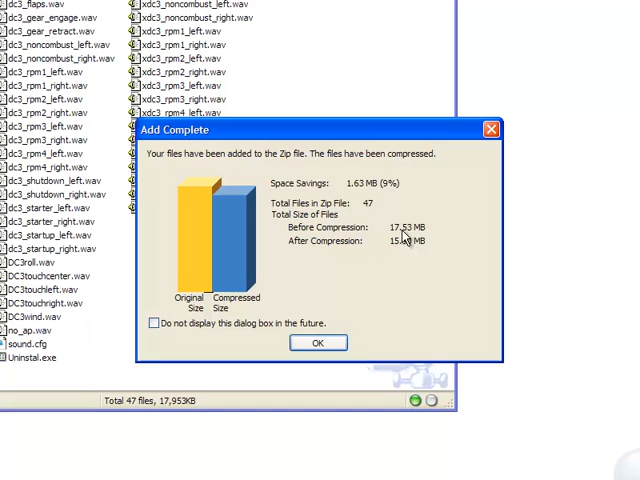 dc3_flaps.wav
dc3_gear_engage.wav
dc3_gear_retract.wav
dc3_noncombust_left.wav
dc3_noncombust_right.wav
dc3_rpm1_left.wav
dc3_rpm1_right.wav
dc3_rpm2_left.wav
dc3_rpm2_right.wav
dc3_rpm3_left.wav
dc3_rpm3_right.wav
dc3_rpm4_left.wav
dc3_rpm4_right.wav
dc3_shutdown_left.wav
dc3_shutdown_right.wav
dc3_starter_left.wav
dc3_starter_right.wav
dc3_startup_left.wav
dc3_startup_right.wav
DC3roll.wav
DC3touchcenter.wav
DC3touchleft.wav
DC3touchright.wav
DC3wind.wav
no_ap.wav
sound.cfg
Uninstal.exe
xdc3_noncombust_left.wav
xdc3_noncombust_right.wav
xdc3_rpm1_left.wav
xdc3_rpm1_right.wav
xdc3_rpm2_left.wav
xdc3_rpm2_right.wav
xdc3_rpm3_left.wav
xdc3_rpm3_right.wav
xdc3_rpm4_left.wav
Add Complete
Your files have been added to the Zip file. The files have been compressed.
Space Savings: 1.63 MB (9%)
Total Files in Zip File: 47
Total Size of Files
Before Compression: 17.53 MB
After Compression: MB
Original Size
Compressed Size
Do not display this dialog box in the future.
OK
Total 47 files, 17,953KB